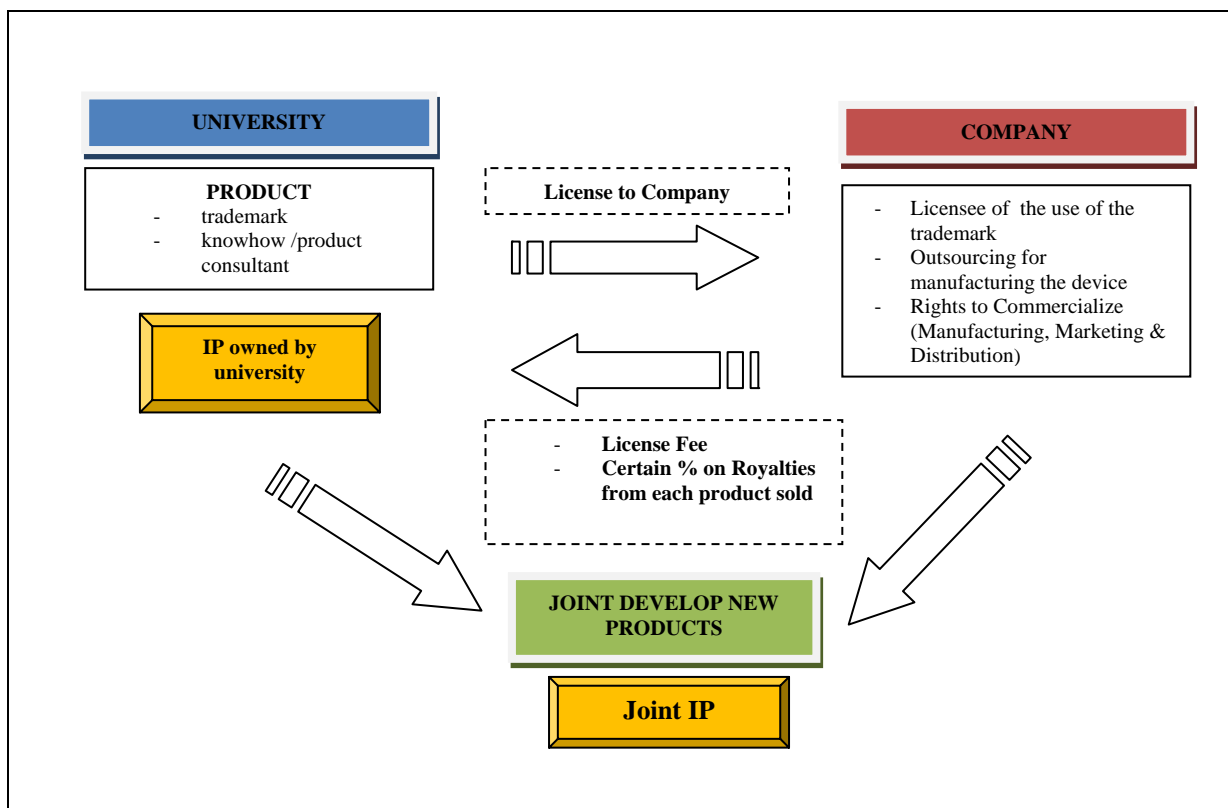 UNIVERSITY
PRODUCT
- trademark
- knowhow /product
consultant
IP owned by
university
License to Company
COMPANY
- Licensee of the use of the
trademark
- Outsourcing for
manufacturing the device
- Rights to Commercialize
(Manufacturing, Marketing &
Distribution)
- License Fee
- Certain % on Royalties
from each product sold
JOINT DEVELOP NEW
PRODUCTS
Joint IP